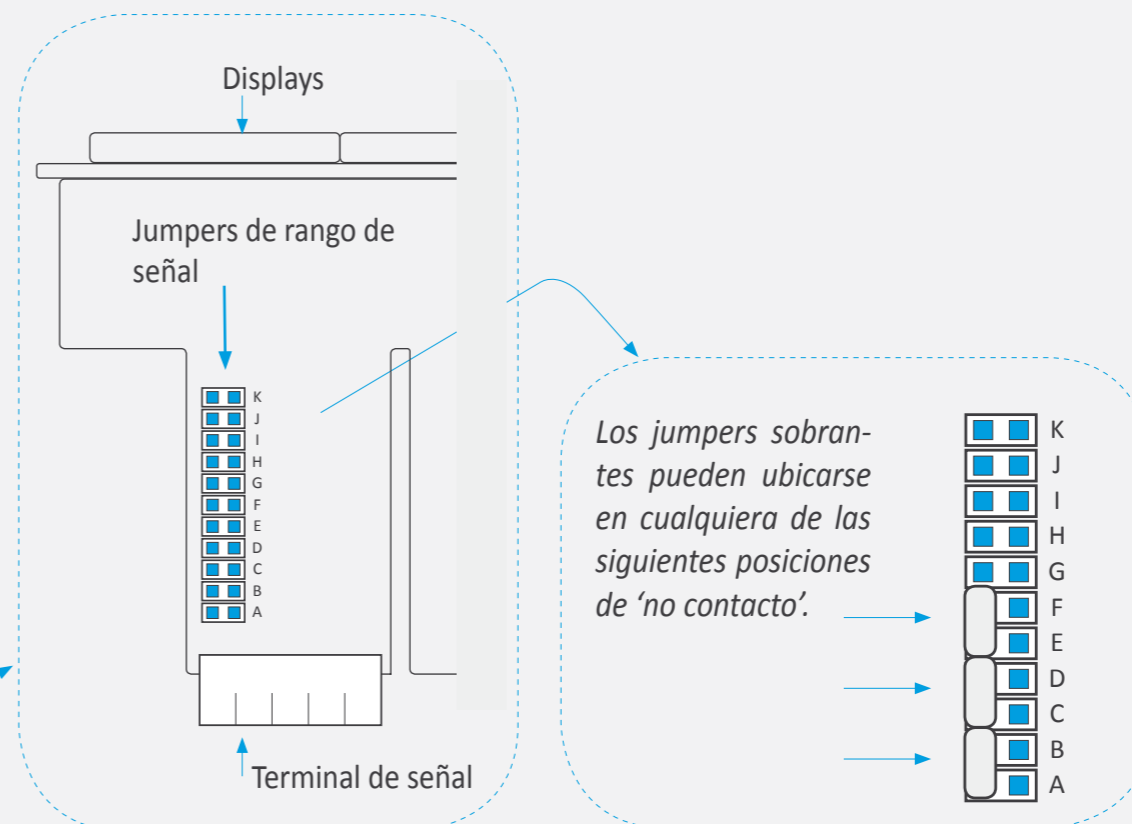 Displays
Jumpers de rango de
señal
K
J
I
H
G
F
E
D
C
B
A
Terminal de señal
Los jumpers sobran-
tes pueden ubicarse
en cualquiera de las
siguientes posiciones
de ‘no contacto’.
K
J
I
H
G
F
E
D
C
B
A